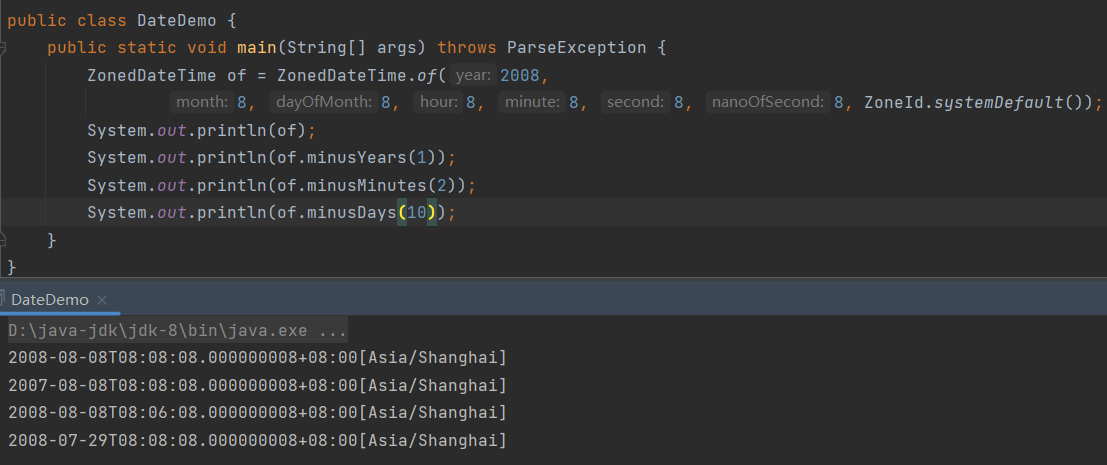 public class DateDemo {
public static void main(String[] args) throws ParseException {
ZonedDateTime of = ZonedDateTime.of( year: 2008,
month: 8, dayOfMonth: 8, hour: 8, minute: 8, second: 8, nanoOfSecond: 8, ZoneId.systemDefault());
System.out.println(of);
System.out.println(of.minusYears(1));
System.out.println(of.minusMinutes(2));
System.out.println(of.minusDays(10));
}
}
DateDemo ×
D:\java-jdk\jdk-8\bin\java.exe ...
2008-08-08T08:08:08.000000008+08:00[Asia/Shanghai]
2007-08-08T08:08:08.000000008+08:00[Asia/Shanghai]
2008-08-08T08:06:08.000000008+08:00[Asia/Shanghai]
2008-07-29T08:08:08.000000008+08:00[Asia/Shanghai]